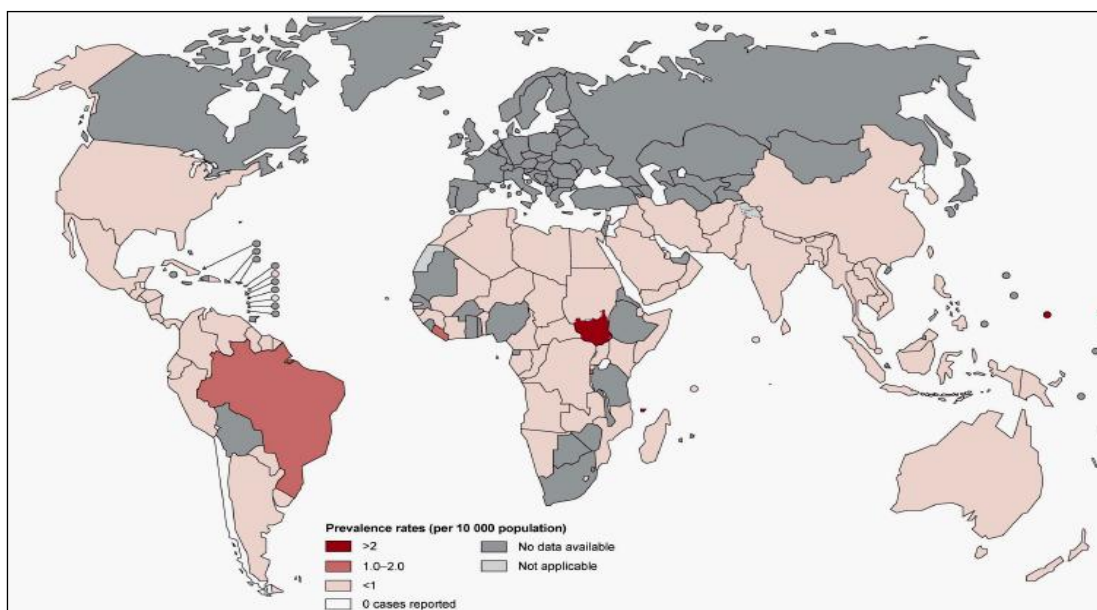 Prevalence rates (per 10 000 population)
>2
1.0–2.0
<1
0 cases reported
No data available
Not applicable